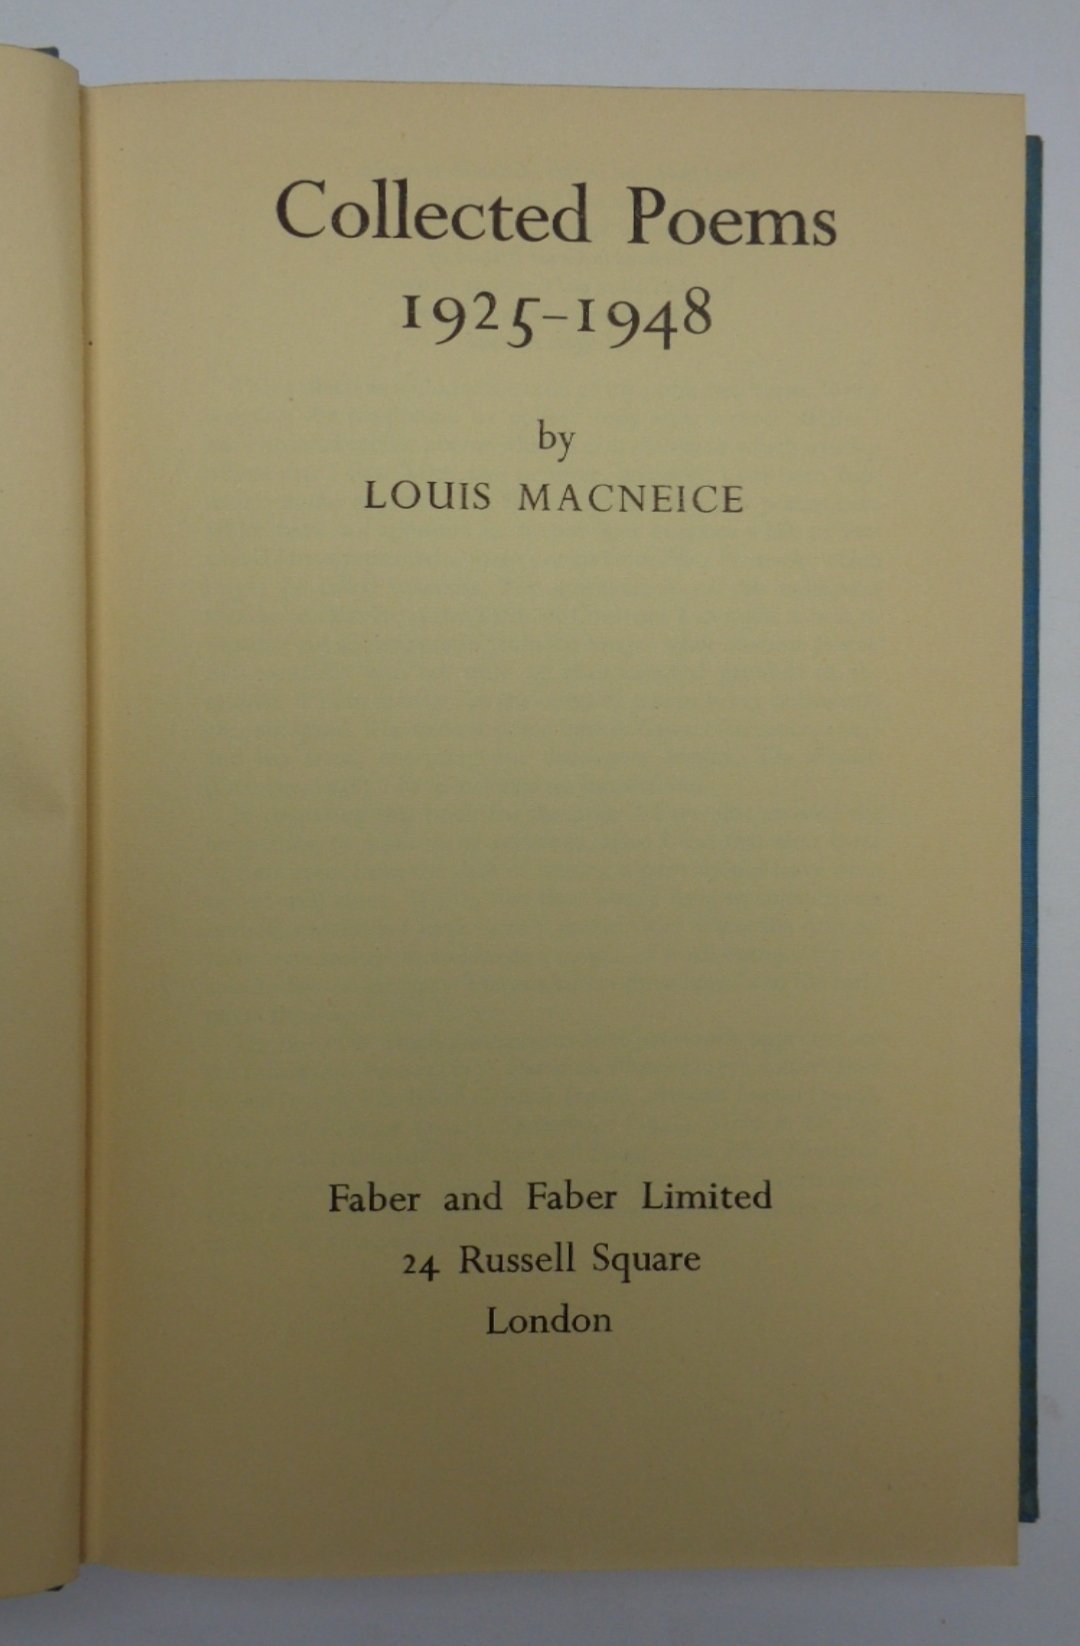 Collected Poems
1925–1948
by
LOUIS MACNEICE
Faber and Faber Limited
24 Russell Square
London